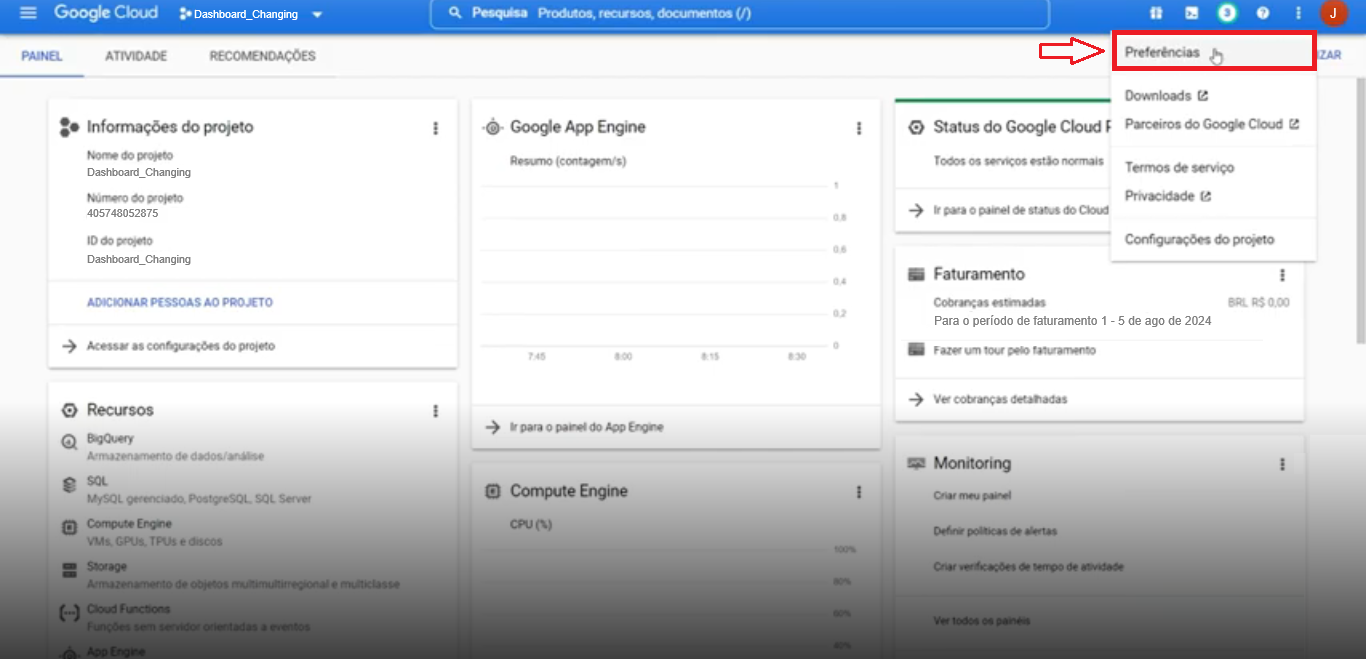 Google Cloud
Dashboard_Changing
Pesquisa Produtos, recursos, documentos (/)
3
?
J
PAINEL
ATIVIDADE
RECOMENDAÇÕES
IZAR
Preferências
Downloads
Parceiros do Google Cloud
Termos de serviço
Privacidade
Configurações do projeto
Informações do projeto
Nome do projeto
Dashboard_Changing
Número do projeto
405748052875
ID do projeto
Dashboard_Changing
ADICIONAR PESSOAS AO PROJETO
Acessar as configurações do projeto
Recursos
BigQuery
Armazenamento de dados/análise
SQL
MySQL gerenciado, PostgreSQL, SQL Server
Compute Engine
VMs, GPUs, TPUs e discos
Storage
Armazenamento de objetos multimultirregional e multiclasse
Cloud Functions
Funções sem servidor orientadas a eventos
App Engine
Google App Engine
Resumo (contagem/s)
1
0,8
0,6
0,4
0,2
0
7:45 8:00 8:15 8:30
Ir para o painel do App Engine
Compute Engine
CPU (%)
100%
80%
60%
40%
Status do Google Cloud P
Todos os serviços estão normais
Ir para o painel de status do Cloud
Faturamento
Cobranças estimadas BRL R$ 0,00
Para o período de faturamento 1 - 5 de ago de 2024
Fazer um tour pelo faturamento
Ver cobranças detalhadas
Monitoring
Criar meu painel
Definir políticas de alertas
Criar verificações de tempo de atividade
Ver todos os painéis